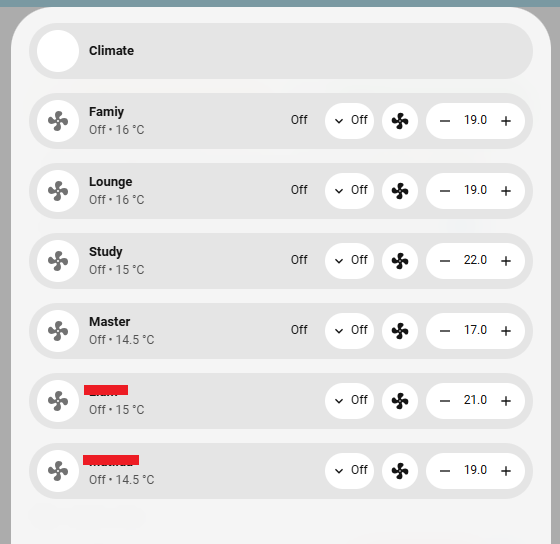 Climate
Famiy
Off • 16 °C
Off
Off
19.0
Lounge
Off • 16 °C
Off
Off
19.0
Study
Off • 15 °C
Off
Off
22.0
Master
Off • 14.5 °C
Off
Off
17.0
Off • 15 °C
Off
21.0
Off • 14.5 °C
Off
19.0